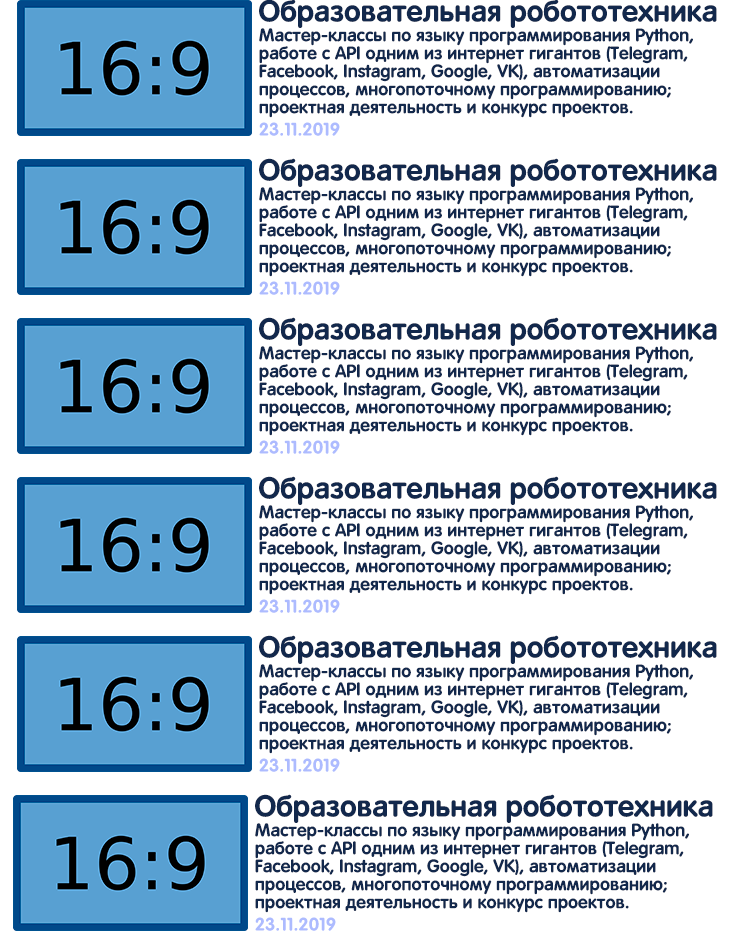 16:9
Образовательная робототехника
Мастер-классы по языку программирования Python,
работе с API одним из интернет гигантов (Telegram,
Facebook, Instagram, Google, VK), автоматизации
процессов, многопоточному программированию;
проектная деятельность и конкурс проектов.
23.11.2019
16:9
Образовательная робототехника
Мастер-классы по языку программирования Python,
работе с API одним из интернет гигантов (Telegram,
Facebook, Instagram, Google, VK), автоматизации
процессов, многопоточному программированию;
проектная деятельность и конкурс проектов.
23.11.2019
16:9
Образовательная робототехника
Мастер-классы по языку программирования Python,
работе с API одним из интернет гигантов (Telegram,
Facebook, Instagram, Google, VK), автоматизации
процессов, многопоточному программированию;
проектная деятельность и конкурс проектов.
23.11.2019
16:9
Образовательная робототехника
Мастер-классы по языку программирования Python,
работе с API одним из интернет гигантов (Telegram,
Facebook, Instagram, Google, VK), автоматизации
процессов, многопоточному программированию;
проектная деятельность и конкурс проектов.
23.11.2019
16:9
Образовательная робототехника
Мастер-классы по языку программирования Python,
работе с API одним из интернет гигантов (Telegram,
Facebook, Instagram, Google, VK), автоматизации
процессов, многопоточному программированию;
проектная деятельность и конкурс проектов.
23.11.2019
16:9
Образовательная робототехника
Мастер-классы по языку программирования Python,
работе с API одним из интернет гигантов (Telegram,
Facebook, Instagram, Google, VK), автоматизации
процессов, многопоточному программированию;
проектная деятельность и конкурс проектов.
23.11.2019